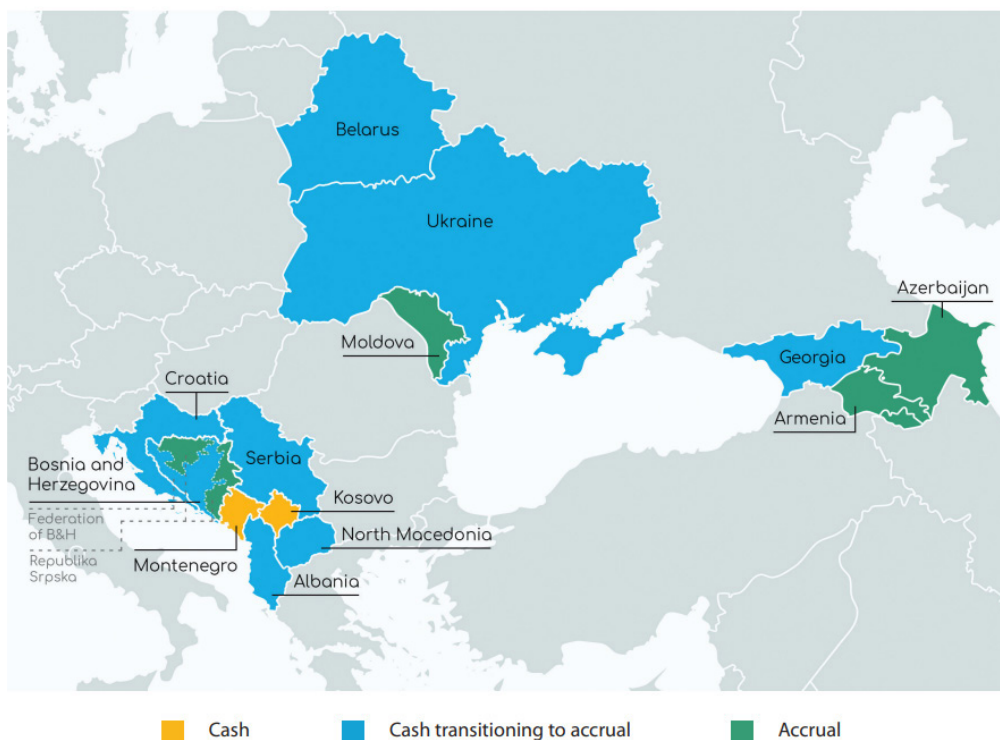 Belarus
Ukraine
Azerbaijan
Moldova
Georgia
Croatia
Armenia
Bosnia and
Herzegovina
Serbia
Kosovo
Federation
of B&H
North Macedonia
Republika
Srpska
Montenegro
Albania
Cash
Cash transitioning to accrual
Accrual